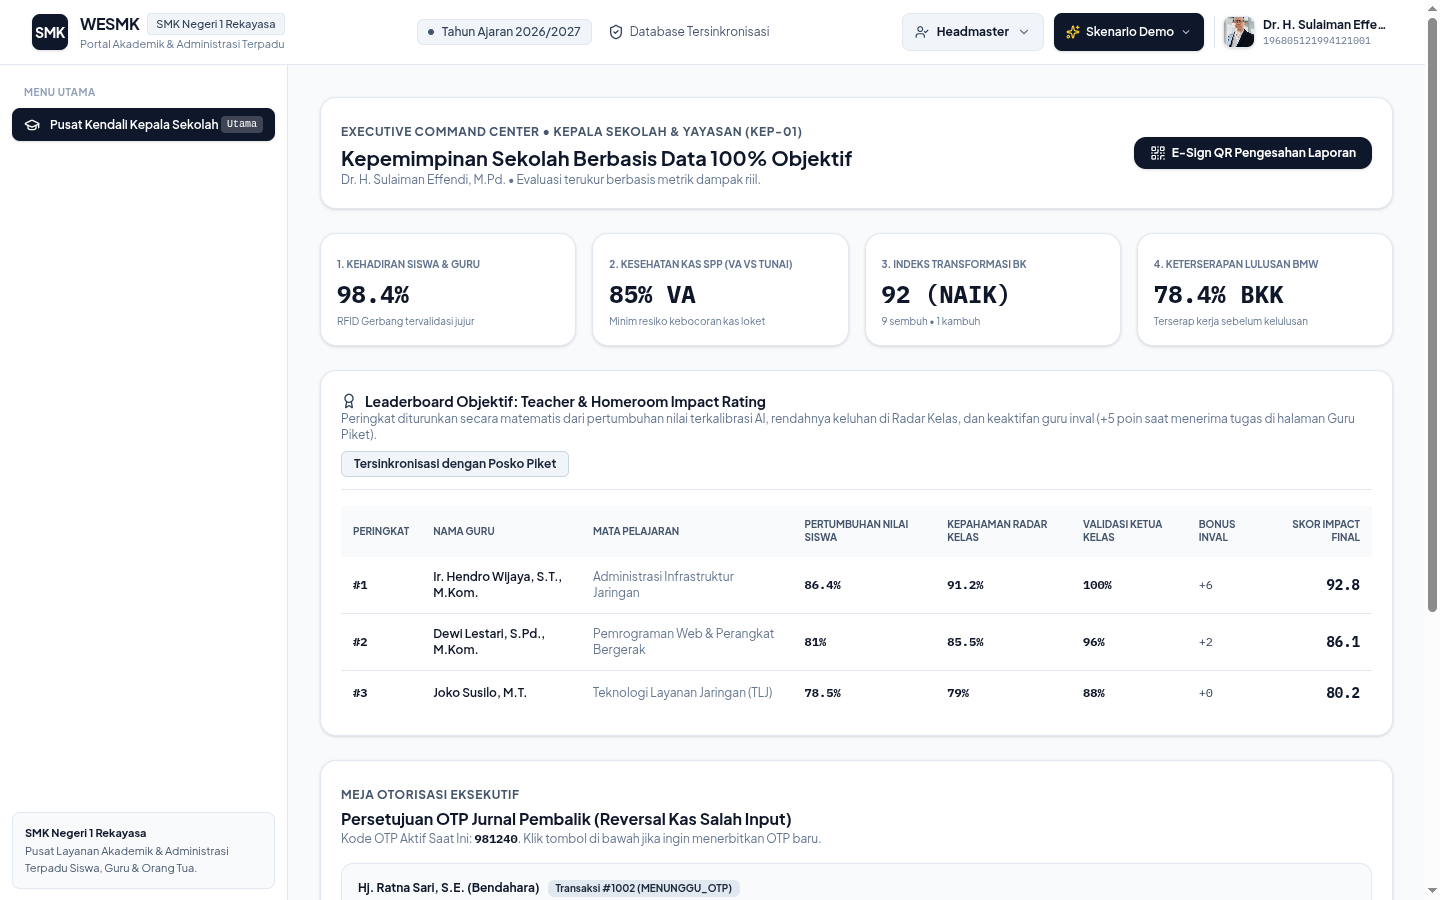 SMK
WESMK
SMK Negeri 1 Rekayasa
Portal Akademik & Administrasi Terpadu
Tahun Ajaran 2026/2027
Database Tersinkronisasi
Headmaster
Skenario Demo
Dr. H. Sulaiman Effe...
196805121994121001
MENU UTAMA
Pusat Kendali Kepala Sekolah
Utama
EXECUTIVE COMMAND CENTER • KEPALA SEKOLAH & YAYASAN (KEP-01)
Kepemimpinan Sekolah Berbasis Data 100% Objektif
Dr. H. Sulaiman Effendi, M.Pd. • Evaluasi terukur berbasis metrik dampak riil.
E-Sign QR Pengesahan Laporan
1. KEHADIRAN SISWA & GURU
98.4%
RFID Gerbang tervalidasi jujur
2. KESEHATAN KAS SPP (VA VS TUNAI)
85% VA
Minim resiko kebocoran kas loket
3. INDEKS TRANSFORMASI BK
92 (NAIK)
9 sembuh • 1 kambuh
4. KETERSERAPAN LULUSAN BMW
78.4% BKK
Terserap kerja sebelum kelulusan
Leaderboard Objektif: Teacher & Homeroom Impact Rating
Peringkat diturunkan secara matematis dari pertumbuhan nilai terkalibrasi AI, rendahnya keluhan di Radar Kelas, dan keaktifan guru inval (+5 poin saat menerima tugas di halaman Guru
Piket).
Tersinkronisasi dengan Posko Piket
PERINGKAT NAMA GURU MATA PELAJARAN PERTUMBUHAN NILAI SISWA KEPAHAMAN RADAR KELAS VALIDASI KETUA KELAS BONUS INVAL SKOR IMPACT FINAL
#1 Ir. Hendro Wijaya, S.T., M.Kom. Administrasi Infrastruktur Jaringan 86.4% 91.2% 100% +6 92.8
#2 Dewi Lestari, S.Pd., M.Kom. Pemrograman Web & Perangkat Bergerak 81% 85.5% 96% +2 86.1
#3 Joko Susilo, M.T. Teknologi Layanan Jaringan (TLJ) 78.5% 79% 88% +0 80.2
MEJA OTORISASI EKSEKUTIF
Persetujuan OTP Jurnal Pembalik (Reversal Kas Salah Input)
Kode OTP Aktif Saat Ini: 981240. Klik tombol di bawah jika ingin menerbitkan OTP baru.
Hj. Ratna Sari, S.E. (Bendahara)
Transaksi #1002 (MENUNGGU_OTP)
SMK Negeri 1 Rekayasa
Pusat Layanan Akademik & Administrasi
Terpadu Siswa, Guru & Orang Tua.